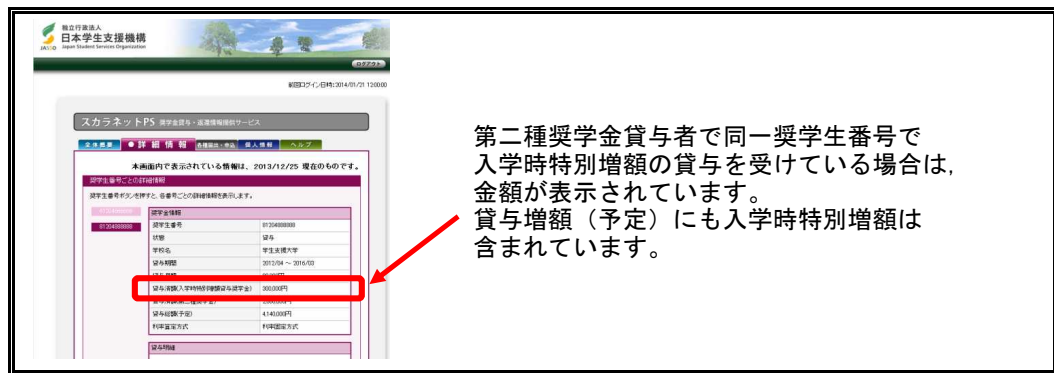 独立行政法人
日本学生支援機構
JASSO Japan Student Services Organization
ログアウト
前回ログイン日時:2014/01/21 12:00:00
スカラネットPS 奨学金貸与・返還情報提供サービス
全体概要 ●詳細情報 各種届出・申込 個人情報 ヘルプ
本画面内で表示されている情報は、2013/12/25 現在のものです。
奨学生番号ごとの詳細情報
奨学生番号ボタンを押すと、各番号ごとの詳細情報を表示します。
81204888888
奨学金情報
奨学生番号 81204888888
状態 貸与
学校名 学生支援大学
貸与期間 2012/04 ~ 2016/03
貸与済額(入学時特別増額貸与奨学金) 300,000円
貸与総額(予定) 4,140,000円
利率算定方式 利率固定方式
貸与明細
第二種奨学金貸与者で同一奨学生番号で
入学時特別増額の貸与を受けている場合は,
金額が表示されています。
貸与増額（予定）にも入学時特別増額は
含まれています。